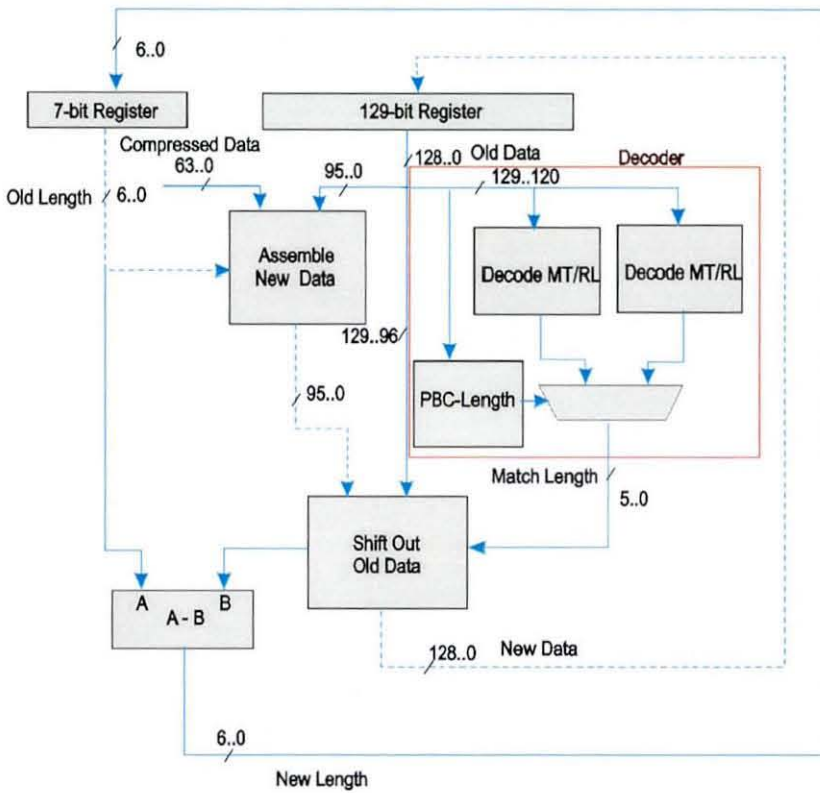 6..0
7-bit Register
129-bit Register
Compressed Data
63..0
128..0
Old Data
Decoder
95..0
129..120
Old Length
6..0
Assemble
New Data
Decode MT/RL
Decode MT/RL
129..96
95..0
PBC-Length
Match Length
5..0
Shift Out
Old Data
A
B
A - B
128..0
New Data
6..0
New Length